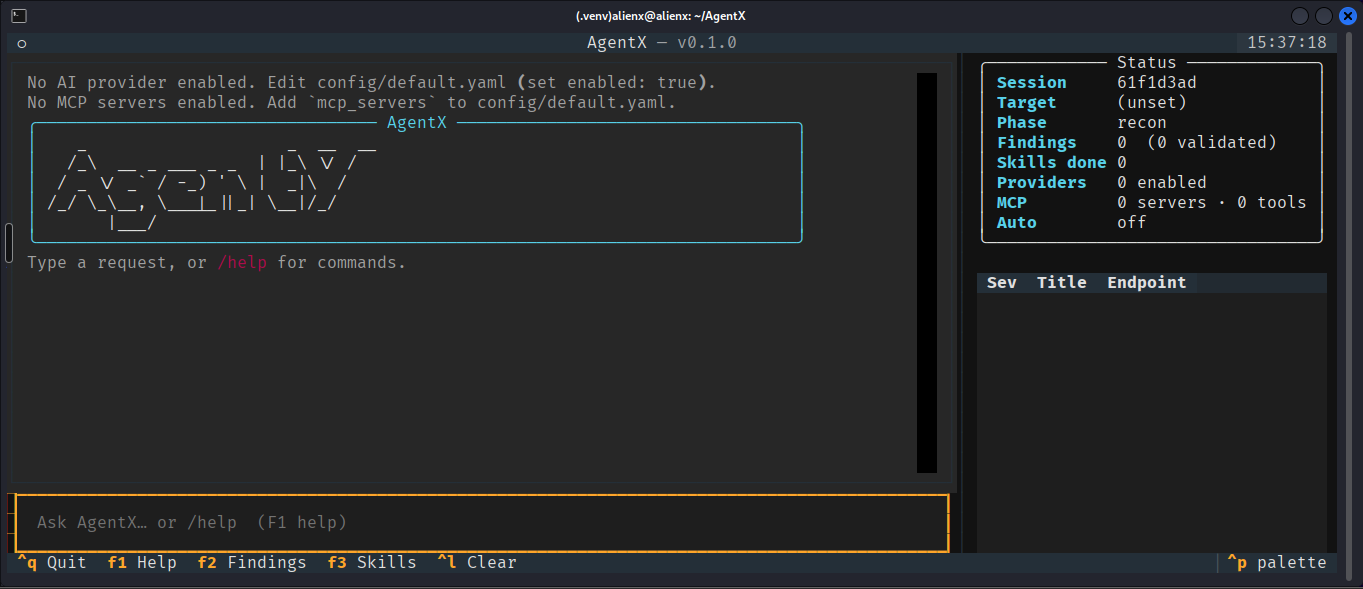 (.venv)alienx@alienx: ~/AgentX
AgentX — v0.1.0
15:37:18
No AI provider enabled. Edit config/default.yaml (set enabled: true).
No MCP servers enabled. Add `mcp_servers` to config/default.yaml.
AgentX
Type a request, or /help for commands.
Ask AgentX… or /help (F1 help)
Status
Session 61f1d3ad
Target (unset)
Phase recon
Findings 0 (0 validated)
Skills done 0
Providers 0 enabled
MCP 0 servers · 0 tools
Auto off
Sev Title Endpoint
^q Quit f1 Help f2 Findings f3 Skills ^l Clear
^p palette